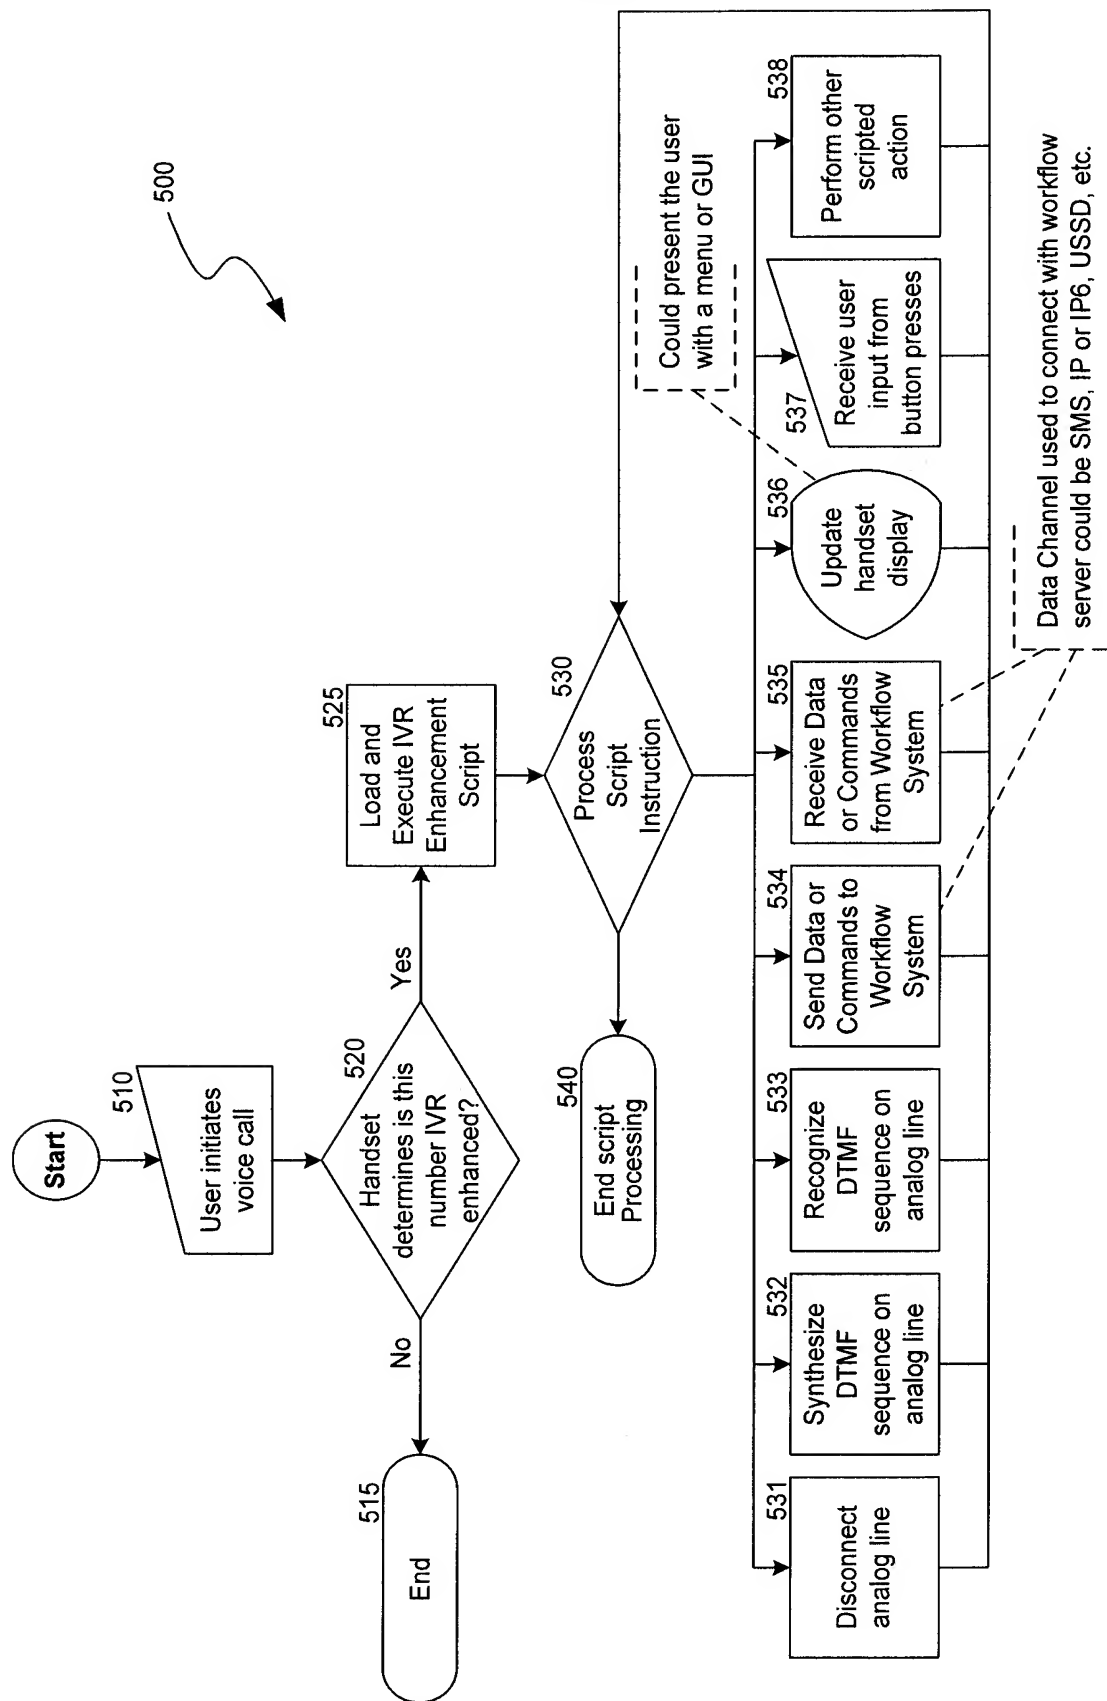 500
Start
510
User initiates
voice call
520
Handset
determines is this
number IVR
enhanced?
No
Yes
515
End
525
Load and
Execute IVR
Enhancement
Script
530
Process
Script
Instruction
540
End script
Processing
531
Disconnect
analog line
532
Synthesize
DTMF
sequence on
analog line
533
Recognize
DTMF
sequence on
analog line
534
Send Data or
Commands to
Workflow
System
535
Receive Data
or Commands
from Workflow
System
536
Update
handset
display
537
Receive user
input from
button presses
538
Perform other
scripted
action
Could present the user
with a menu or GUI
Data Channel used to connect with workflow
server could be SMS, IP or IP6, USSD, etc.